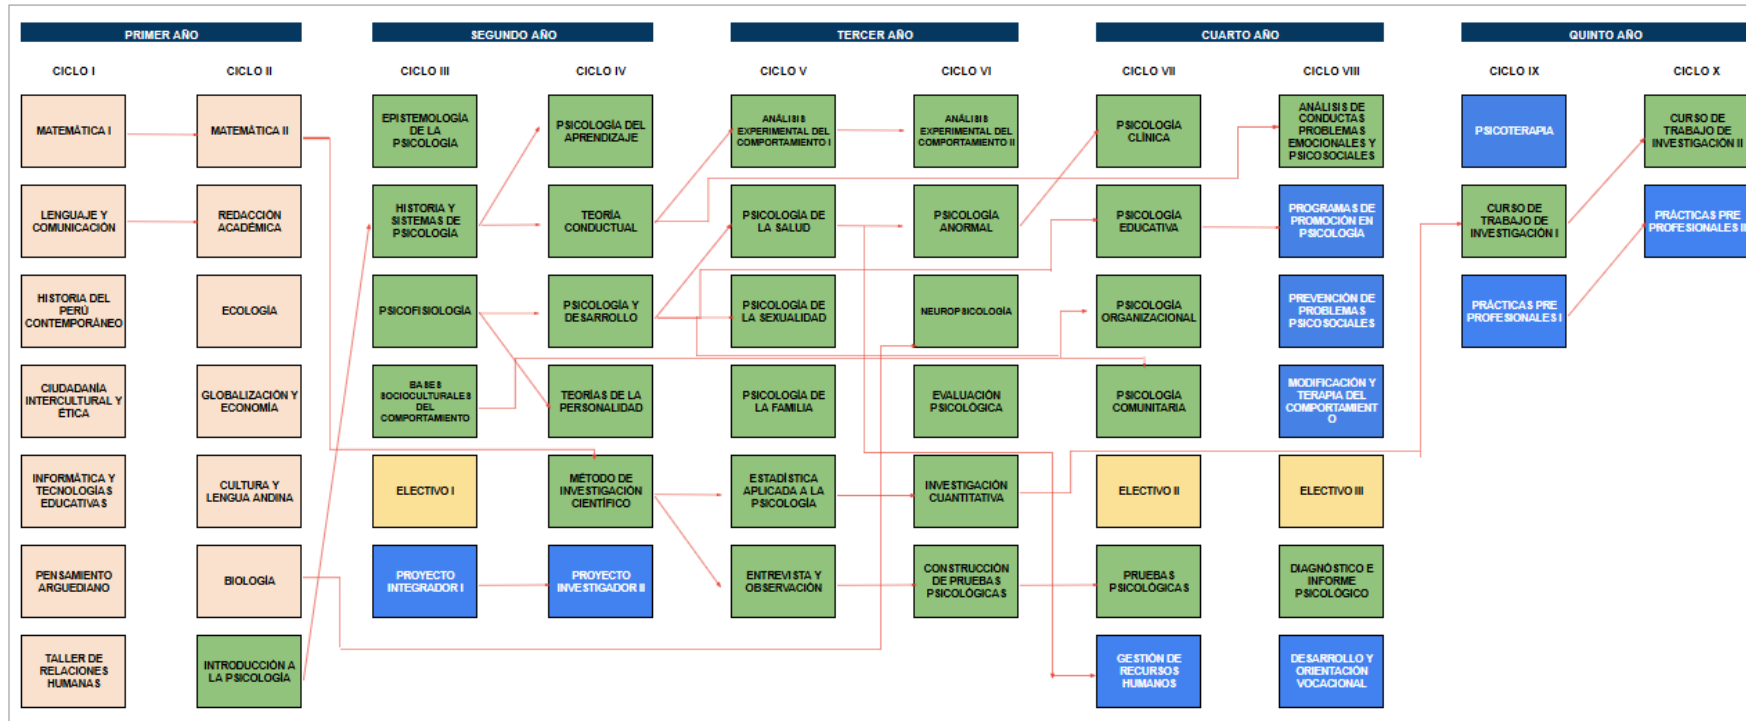 PRIMER AÑO
SEGUNDO AÑO
TERCER AÑO
CUARTO AÑO
QUINTO AÑO
CICLO I
CICLO II
CICLO III
CICLO IV
CICLO V
CICLO VI
CICLO VII
CICLO VIII
CICLO IX
CICLO X
MATEMÁTICA I
MATEMÁTICA II
EPISTEMOLOGÍA
DE LA
PSICOLOGÍA
PSICOLOGÍA DEL
APRENDIZAJE
ANÁLISIS
EXPERIMENTAL DEL
COMPORTAMIENTO I
ANÁLISIS
EXPERIMENTAL DEL
COMPORTAMIENTO II
PSICOLOGÍA
CLÍNICA
ANÁLISIS DE
CONDUCTAS
PROBLEMAS
EMOCIONALES Y
PSICOSOCIALES
PSICOTERAPIA
CURSO DE
TRABAJO DE
INVESTIGACIÓN II
LENGUAJE Y
COMUNICACIÓN
REDACCIÓN
ACADÉMICA
HISTORIA Y
SISTEMAS DE
PSICOLOGÍA
TEORÍA
CONDUCTUAL
PSICOLOGÍA DE
LA SALUD
PSICOLOGÍA
ANORMAL
PSICOLOGÍA
EDUCATIVA
PROGRAMAS DE
PROMOCIÓN EN
PSICOLOGÍA
CURSO DE
TRABAJO DE
INVESTIGACIÓN I
PRÁCTICAS PRE
PROFESIONALES II
HISTORIA DEL
PERÚ
CONTEMPORÁNEO
ECOLOGÍA
PSICOFISIOLOGÍA
PSICOLOGÍA Y
DESARROLLO
PSICOLOGÍA DE
LA SEXUALIDAD
NEUROPSICOLOGÍA
PSICOLOGÍA
ORGANIZACIONAL
PREVENCIÓN DE
PROBLEMAS
PSICOSOCIALES
PRÁCTICAS PRE
PROFESIONALES I
CIUDADANÍA
INTERCULTURAL Y
ÉTICA
GLOBALIZACIÓN Y
ECONOMÍA
BASES
SOCIOCULTURALES
DEL
COMPORTAMIENTO
TEORÍAS DE LA
PERSONALIDAD
PSICOLOGÍA DE
LA FAMILIA
EVALUACIÓN
PSICOLÓGICA
PSICOLOGÍA
COMUNITARIA
MODIFICACIÓN Y
TERAPIA DEL
COMPORTAMIENT
O
INFORMÁTICA Y
TECNOLOGÍAS
EDUCATIVAS
CULTURA Y
LENGUA ANDINA
ELECTIVO I
MÉTODO DE
INVESTIGACIÓN
CIENTÍFICO
ESTADÍSTICA
APLICADA A LA
PSICOLOGÍA
INVESTIGACIÓN
CUANTITATIVA
ELECTIVO II
ELECTIVO III
PENSAMIENTO
ARGUEDIANO
BIOLOGÍA
PROYECTO
INTEGRADOR I
PROYECTO
INVESTIGADOR II
ENTREVISTA Y
OBSERVACIÓN
CONSTRUCCIÓN
DE PRUEBAS
PSICOLÓGICAS
PRUEBAS
PSICOLÓGICAS
DIAGNÓSTICO E
INFORME
PSICOLÓGICO
TALLER DE
RELACIONES
HUMANAS
INTRODUCCIÓN A
LA PSICOLOGÍA
GESTIÓN DE
RECURSOS
HUMANOS
DESARROLLO Y
ORIENTACIÓN
VOCACIONAL